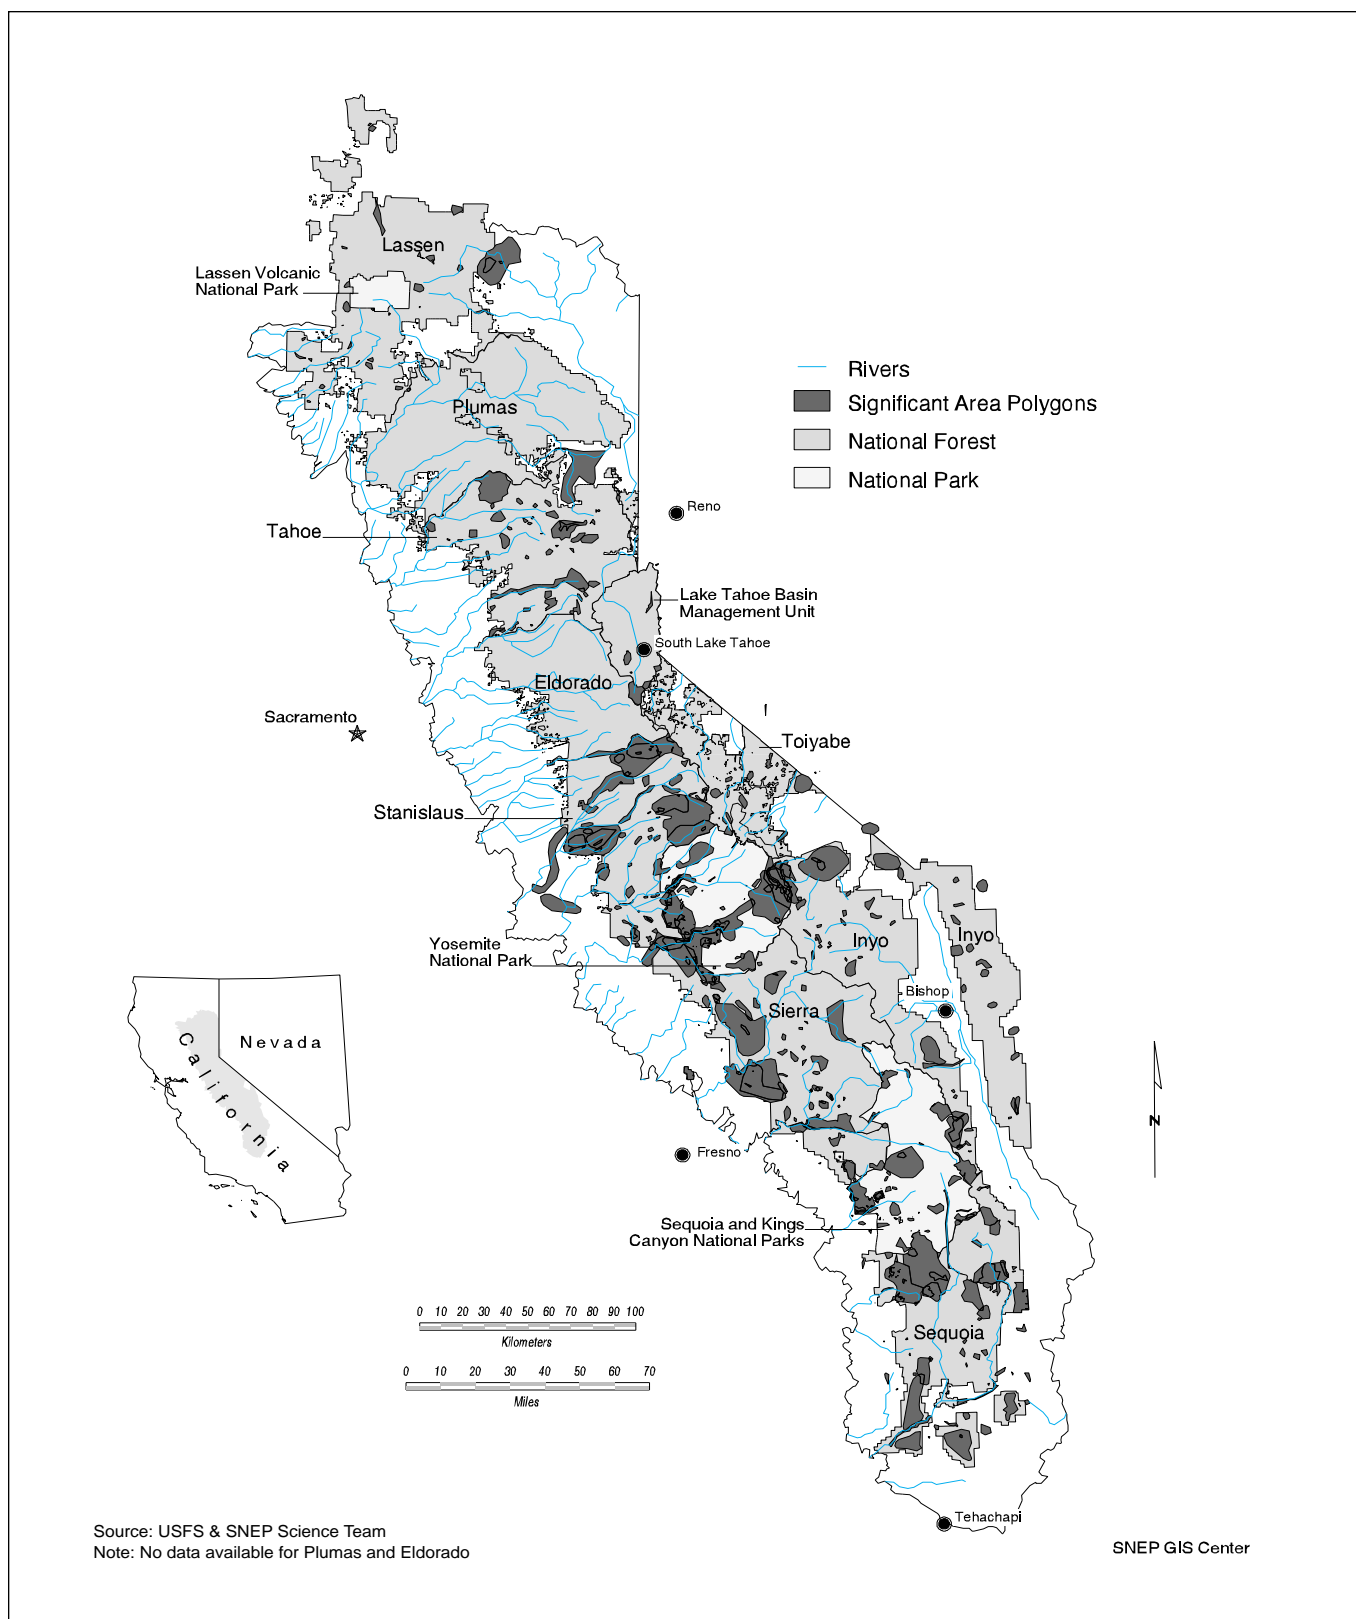 Lassen
Lassen Volcanic
National Park
Rivers
Significant Area Polygons
National Forest
National Park
Plumas
Reno
Tahoe
Lake Tahoe Basin
Management Unit
South Lake Tahoe
Eldorado
Sacramento
Toiyabe
Stanislaus
Yosemite
National Park
Inyo
Inyo
Bishop
Sierra
Nevada
California
N
Fresno
Sequoia and Kings
Canyon National Parks
0 10 20 30 40 50 60 70 80 90 100
Kilometers
Sequoia
0 10 20 30 40 50 60 70
Miles
Tehachapi
Source: USFS & SNEP Science Team
Note: No data available for Plumas and Eldorado
SNEP GIS Center